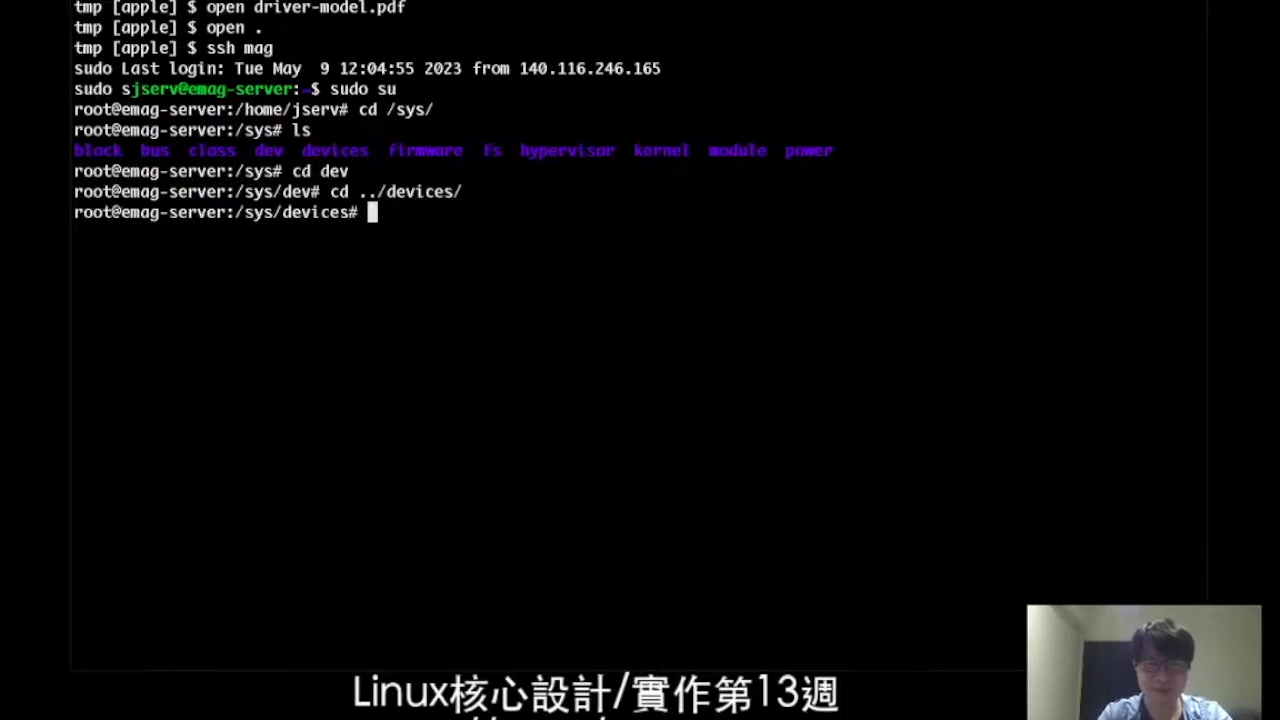 tmp [apple] $ open driver-model.pdf
tmp [apple] $ open .
tmp [apple] $ ssh mag
sudo Last login: Tue May  9 12:04:55 2023 from 140.116.246.165
sudo sjserv@emag-server:~$ sudo su
root@emag-server:/home/jserv# cd /sys/
root@emag-server:/sys# ls
block  bus  class  dev  devices  firmware  fs  hypervisor  kernel  module  power
root@emag-server:/sys# cd dev
root@emag-server:/sys/dev# cd ../devices/
root@emag-server:/sys/devices#
Linux核心設計/實作第13週